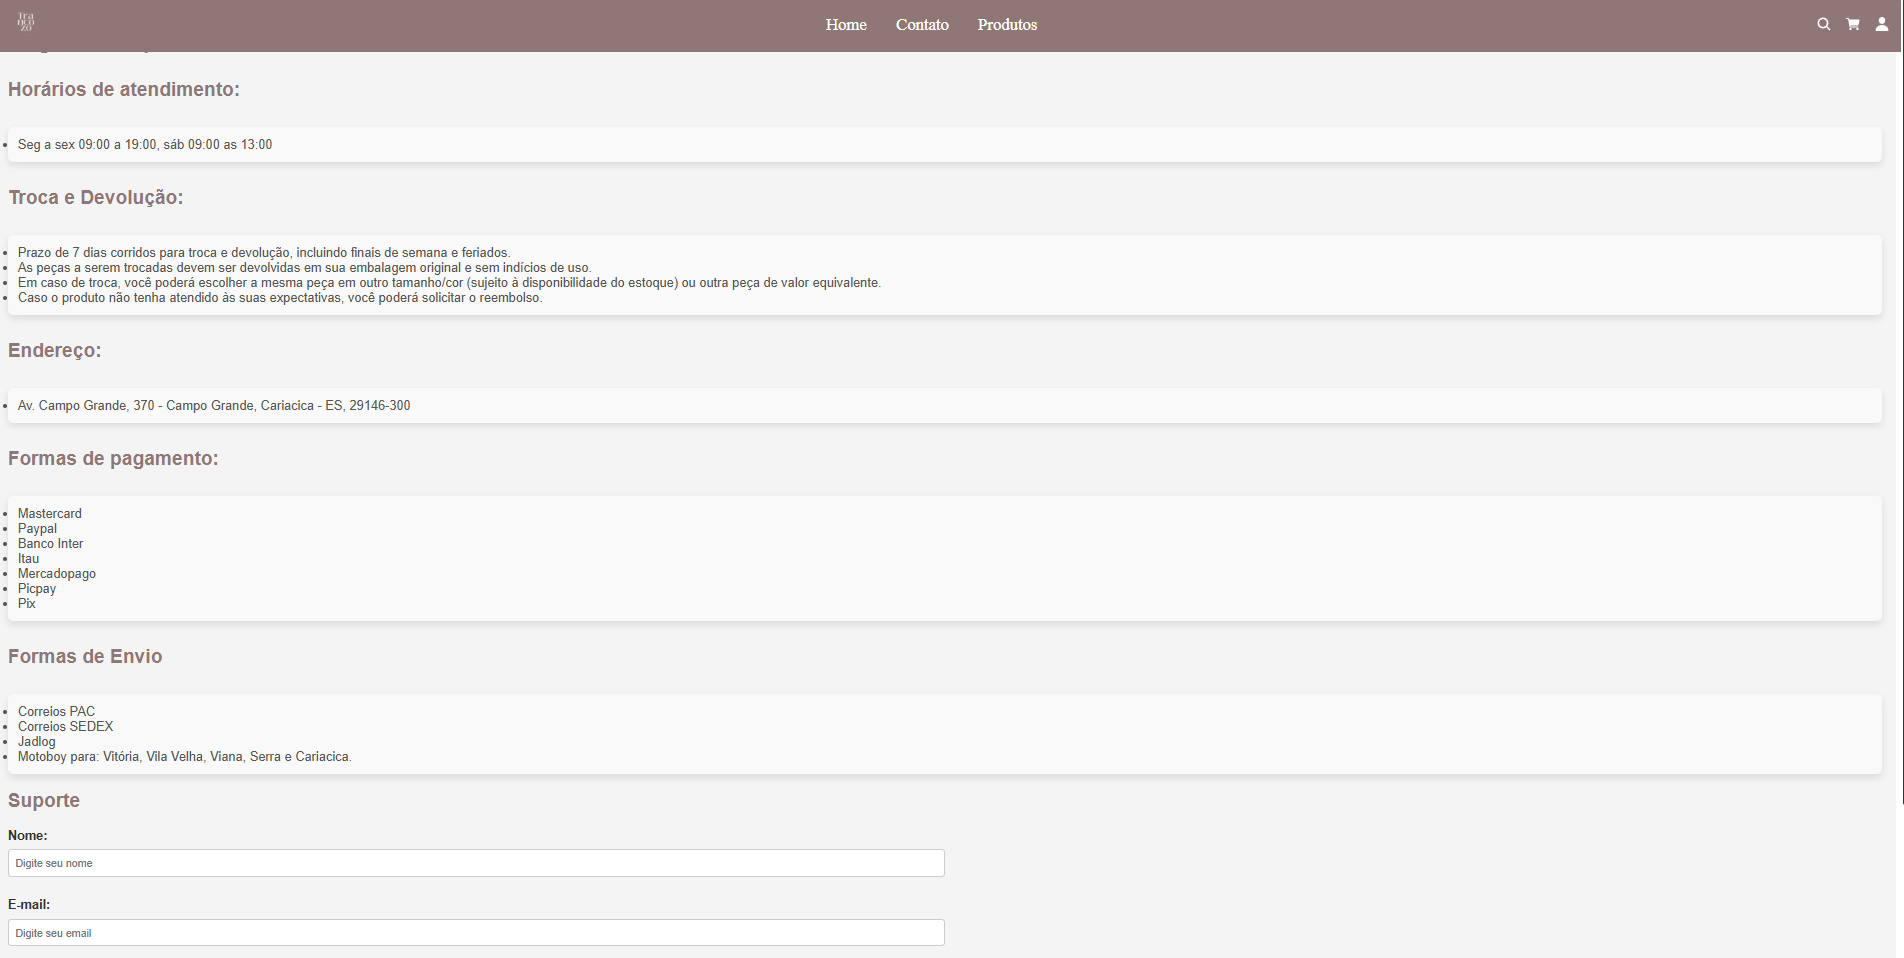 Tra
nco
zo
Home Contato Produtos
Horários de atendimento:
Seg a sex 09:00 a 19:00, sáb 09:00 as 13:00
Troca e Devolução:
Prazo de 7 dias corridos para troca e devolução, incluindo finais de semana e feriados.
As peças a serem trocadas devem ser devolvidas em sua embalagem original e sem indícios de uso.
Em caso de troca, você poderá escolher a mesma peça em outro tamanho/cor (sujeito à disponibilidade do estoque) ou outra peça de valor equivalente.
Caso o produto não tenha atendido às suas expectativas, você poderá solicitar o reembolso.
Endereço:
Av. Campo Grande, 370 - Campo Grande, Cariacica - ES, 29146-300
Formas de pagamento:
Mastercard
Paypal
Banco Inter
Itau
Mercadopago
Picpay
Pix
Formas de Envio
Correios PAC
Correios SEDEX
Jadlog
Motoboy para: Vitória, Vila Velha, Viana, Serra e Cariacica.
Suporte
Nome:
Digite seu nome
E-mail:
Digite seu email